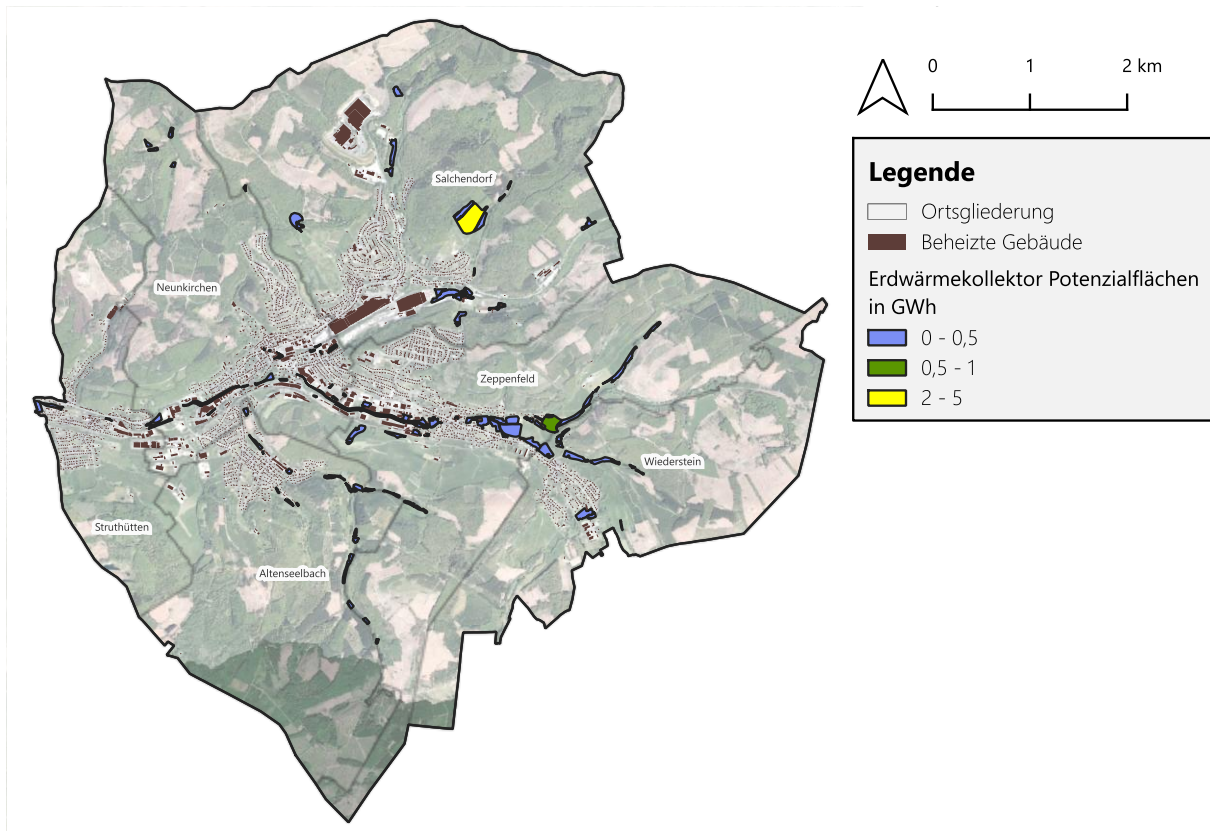 0 1 2 km
Legende
Ortsgliederung
Beheizte Gebäude
Erdwärmekollektor Potenzialflächen
in GWh
0 - 0,5
0,5 - 1
2 - 5
Salchendorf
Neunkirchen
Zeppenfeld
Wiederstein
Struthütten
Altenseelbach